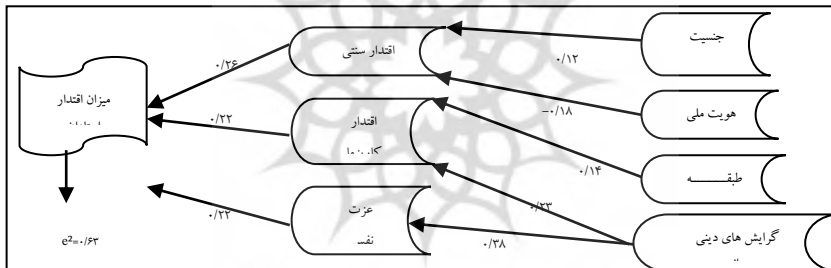 جنسیت
۰/۱۲
اقتدار سنتی
۰/۲۶
میزان اقتدار
هویت ملی
-۰/۱۸
اقتدار
۰/۲۲
طبقـــــه
۰/۱۴
۰/۲۳
عزت
نفس
۰/۲۲
گرایش های دینی
۰/۳۸
e²=۰/۶۳